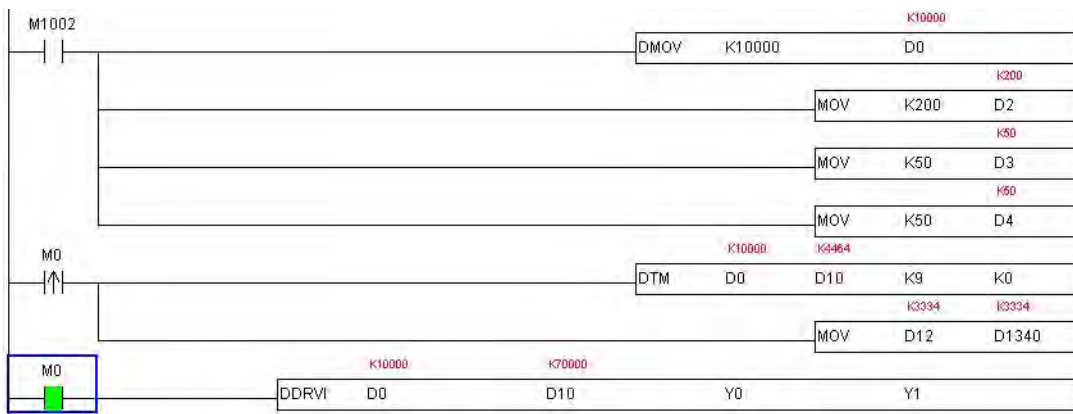 M1002
K10000
DMOV K10000 D0
K200
MOV K200 D2
K50
MOV K50 D3
K50
MOV K50 D4
M0
K10000 K4464
DTM D0 D10 K9 K0
K3334 K3334
MOV D12 D1340
M0
K10000 K70000
DDRVI D0 D10 Y0 Y1